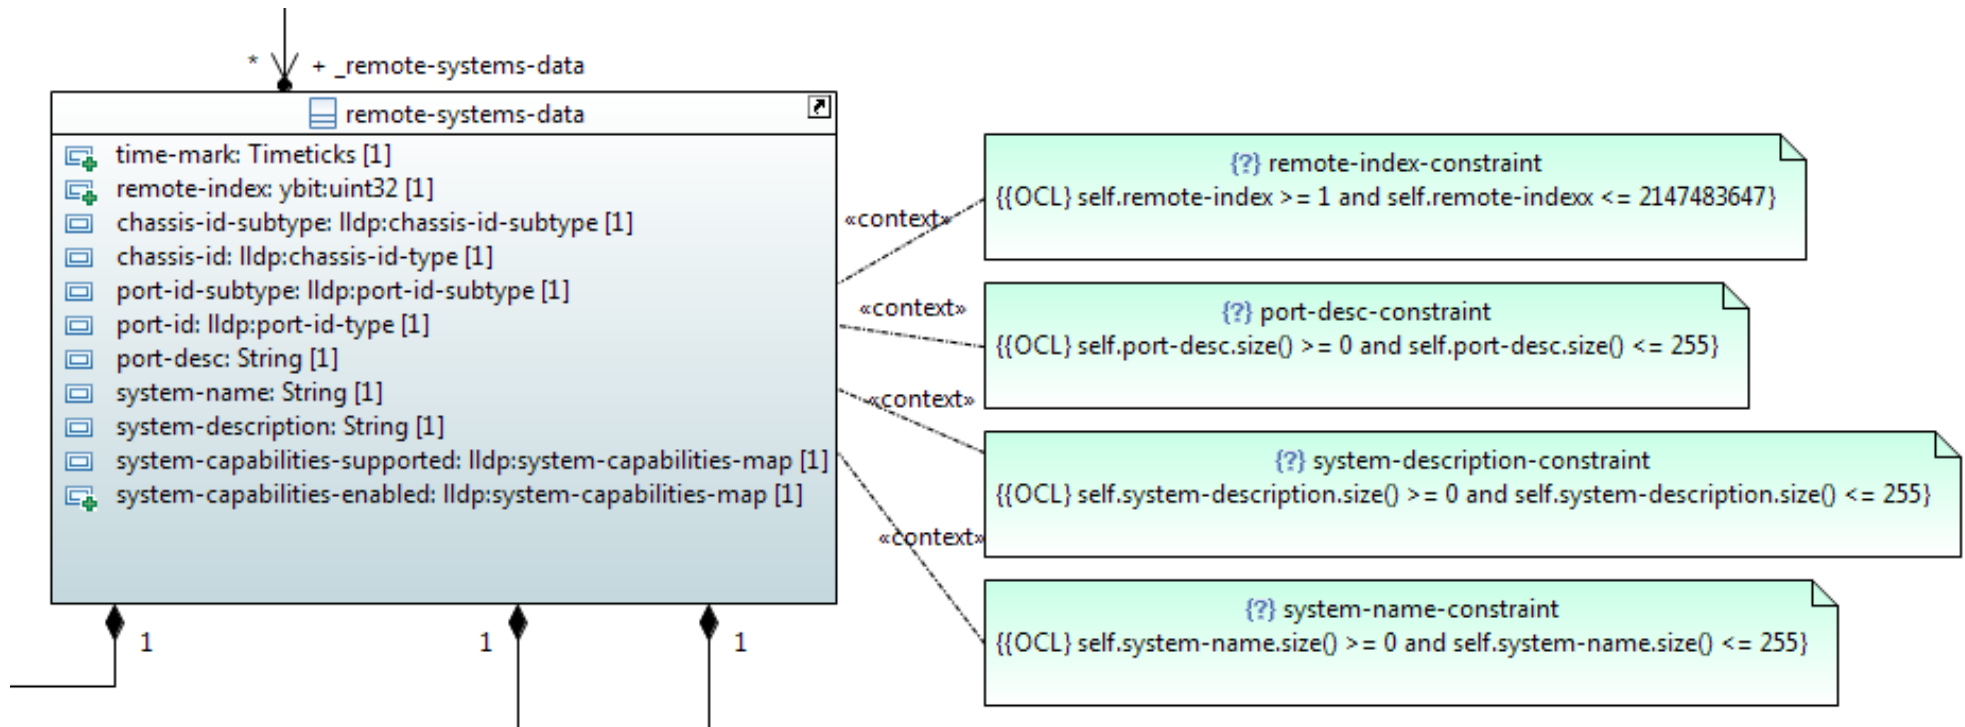 * + _remote-systems-data
remote-systems-data
time-mark: Timeticks [1]
remote-index: ybit:uint32 [1]
chassis-id-subtype: lldp:chassis-id-subtype [1]
chassis-id: lldp:chassis-id-type [1]
port-id-subtype: lldp:port-id-subtype [1]
port-id: lldp:port-id-type [1]
port-desc: String [1]
system-name: String [1]
system-description: String [1]
system-capabilities-supported: lldp:system-capabilities-map [1]
system-capabilities-enabled: lldp:system-capabilities-map [1]
1
1
1
«context»
«context»
«context»
«context»
{?} remote-index-constraint
{{OCL} self.remote-index >= 1 and self.remote-indexx <= 2147483647}
{?} port-desc-constraint
{{OCL} self.port-desc.size() >= 0 and self.port-desc.size() <= 255}
{?} system-description-constraint
{{OCL} self.system-description.size() >= 0 and self.system-description.size() <= 255}
{?} system-name-constraint
{{OCL} self.system-name.size() >= 0 and self.system-name.size() <= 255}